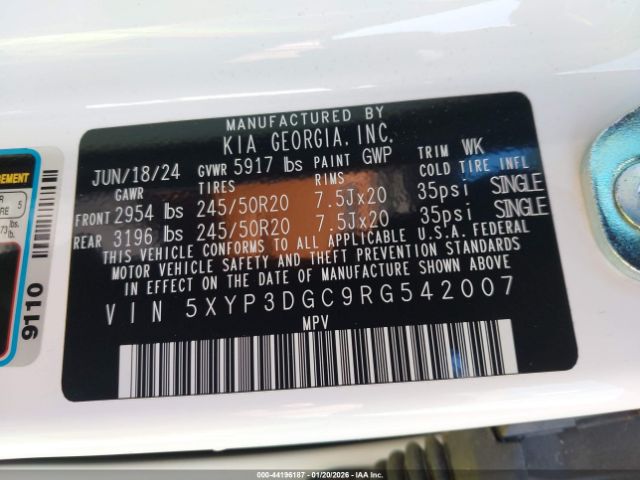 MANUFACTURED BY
KIA GEORGIA, INC.
JUN/18/24 GVWR 5917 lbs PAINT GWP TRIM WK
GAWR TIRES RIMS COLD TIRE INFL
FRONT 2954 lbs 245/50R20 7.5Jx20 35psi SINGLE
REAR 3196 lbs 245/50R20 7.5Jx20 35psi SINGLE
THIS VEHICLE CONFORMS TO ALL APPLICABLE U.S.A. FEDERAL
MOTOR VEHICLE SAFETY AND THEFT PREVENTION STANDARDS
IN EFFECT ON THE DATE OF MANUFACTURE SHOWN ABOVE
VIN 5XYP3DGC9RG542007
MPV
9110
000-44196187 - 01/20/2026 - IAA Inc.